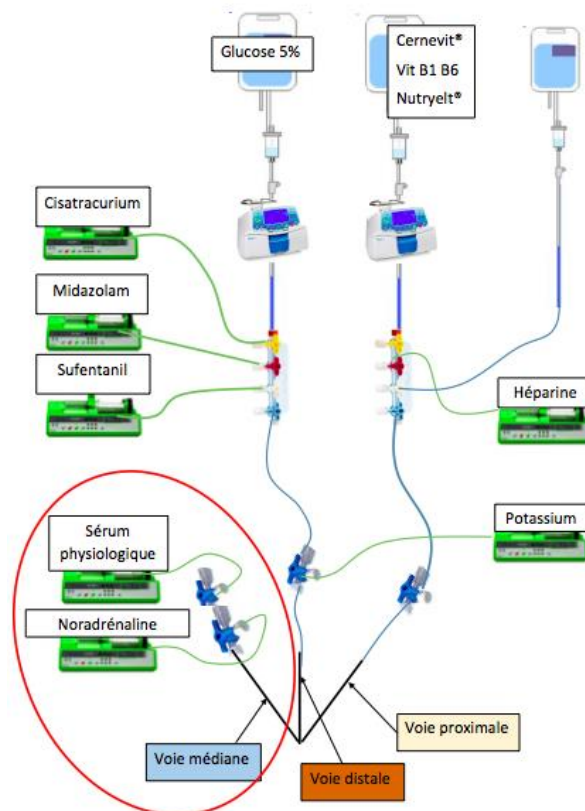 Glucose 5%
Cernevit®
Vit B1 B6
Nutryelt®
Cisatracurium
Midazolam
Sufentanil
Héparine
Potassium
Sérum
physiologique
Noradrénaline
Voie médiane
Voie distale
Voie proximale